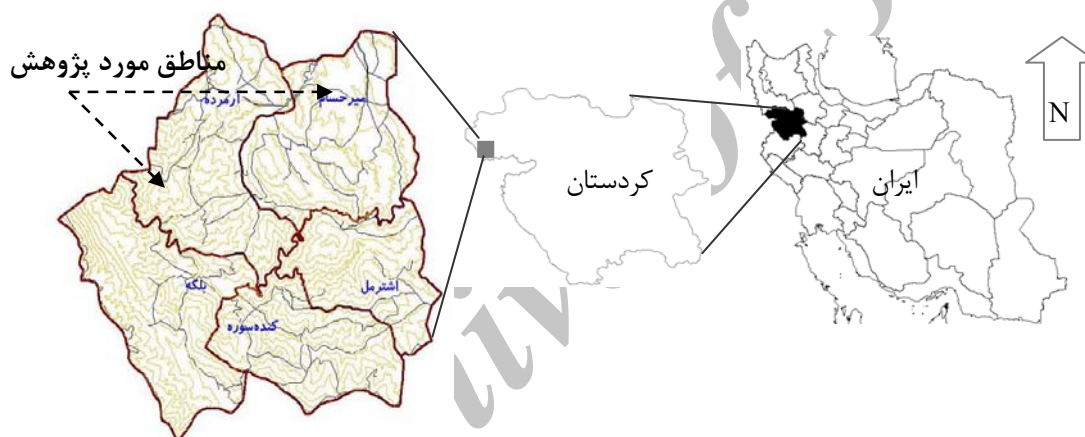 مناطق مورد پژوهش
آرمرده
میرحسام
بلکه
اشترمل
کنده‌سوره
کردستان
ایران
N